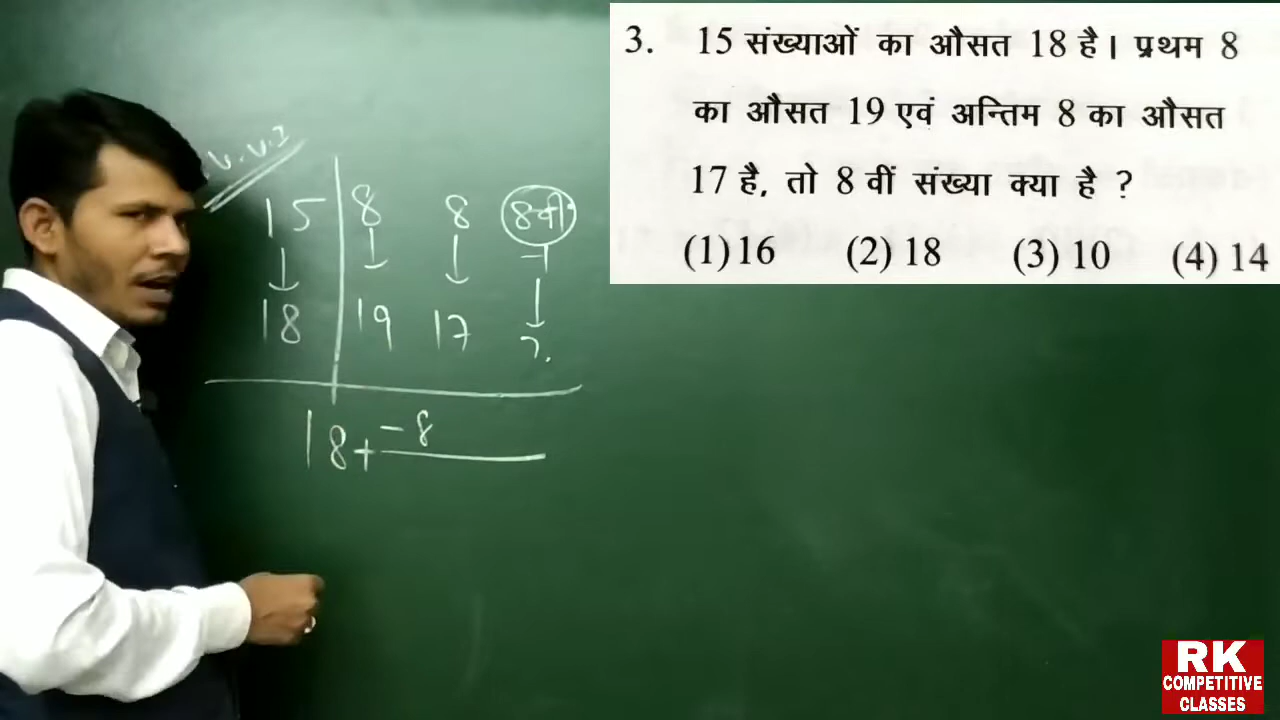 3. 15 संख्याओं का औसत 18 है। प्रथम 8
का औसत 19 एवं अन्तिम 8 का औसत
17 है, तो 8 वीं संख्या क्या है ?
(1) 16 (2) 18 (3) 10 (4) 14
V.V.I
15 8 8 8वी
18 19 17 ?
18 + -8
RK
COMPETITIVE
CLASSES